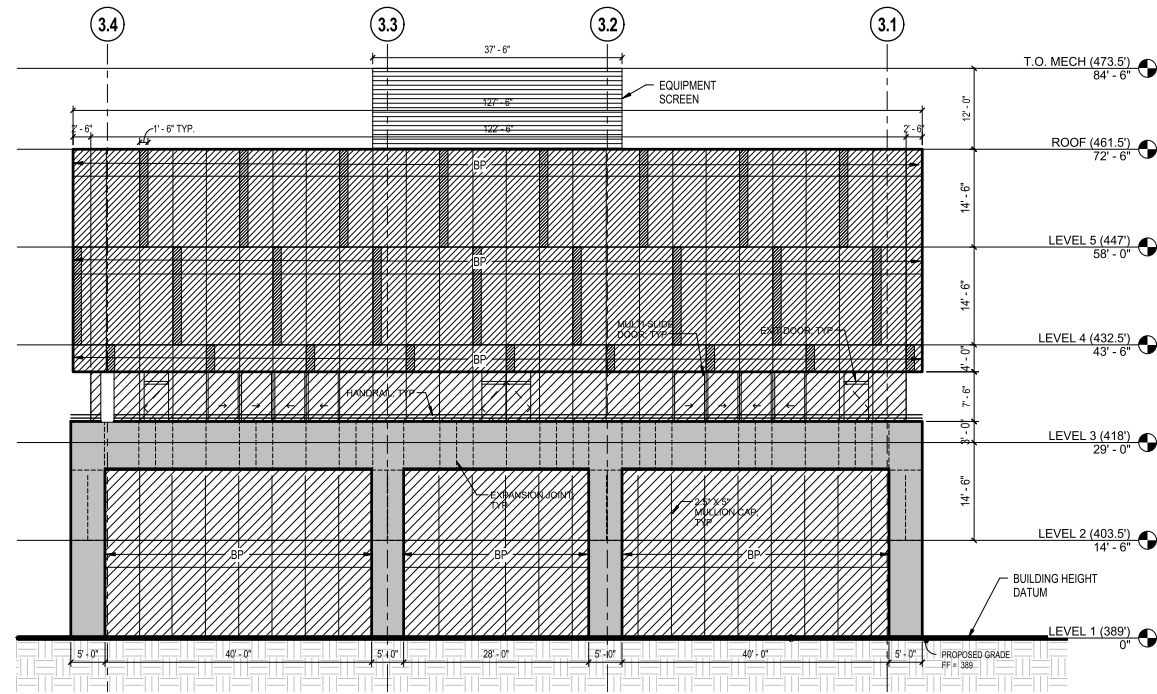 3.4
3.3
3.2
3.1
37' - 6"
T.O. MECH (473.5')
84' - 6"
EQUIPMENT
SCREEN
127' - 6"
12' - 0"
2' - 6"
1' - 6" TYP.
122' - 6"
2' - 6"
ROOF (461.5')
72' - 6"
BP
14' - 6"
LEVEL 5 (447')
58' - 0"
BP
14' - 6"
MULTI-SLIDE
DOOR, TYP
EXIT DOOR, TYP
LEVEL 4 (432.5')
43' - 6"
BP
4' - 0"
HANDRAIL, TYP
7' - 6"
3' - 0"
LEVEL 3 (418')
29' - 0"
EXPANSION JOINT,
TYP
2.5" X 5"
MULLION CAP,
TYP
14' - 6"
LEVEL 2 (403.5')
14' - 6"
BP
BP
BP
BUILDING HEIGHT
DATUM
LEVEL 1 (389')
0"
5' - 0"
40' - 0"
5' - 0"
28' - 0"
5' - 0"
40' - 0"
5' - 0"
PROPOSED GRADE
FF = 389